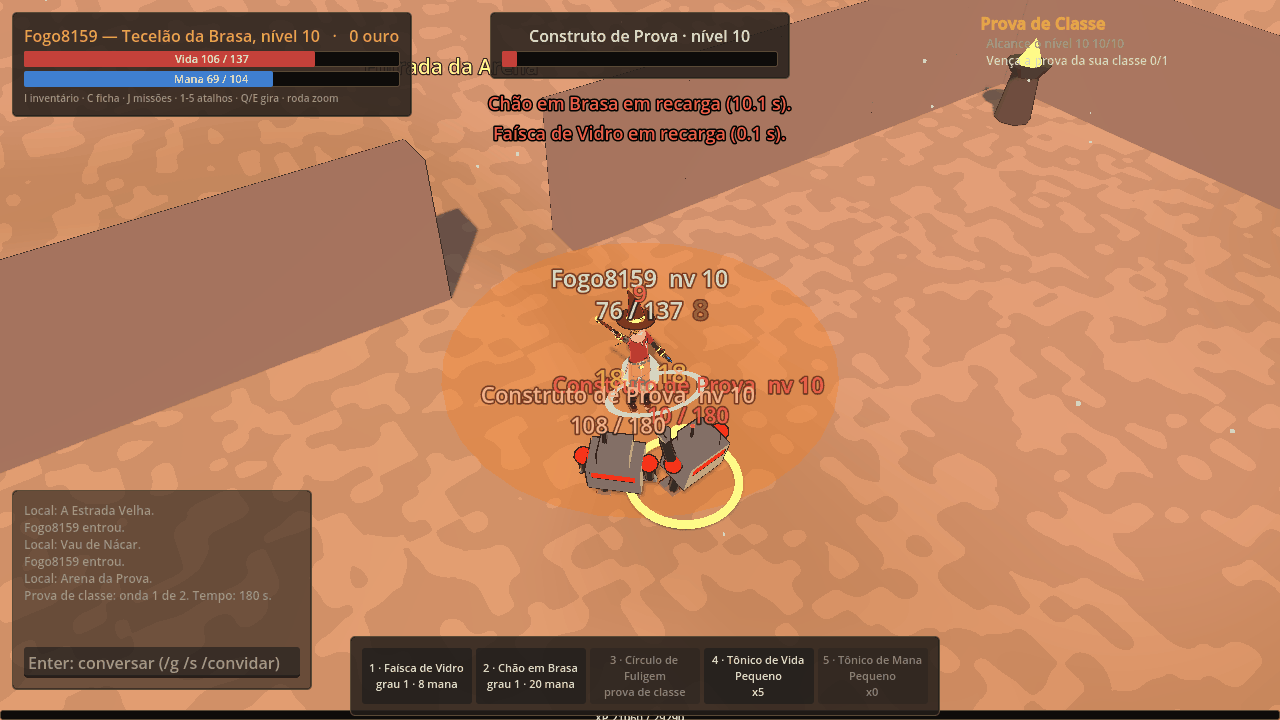 Fogo8159 — Tecelão da Brasa, nível 10 · 0 ouro
Vida 106 / 137
Mana 69 / 104
I inventário · C ficha · J missões · 1-5 atalhos · Q/E gira · roda zoom
Construto de Prova · nível 10
Chão em Brasa em recarga (10.1 s).
Faísca de Vidro em recarga (0.1 s).
Prova de Classe
Alcance nível 10 10/10
Vença a prova da sua classe 0/1
Fogo8159 nv 10
9
76 / 137 8
18 18
Construto de Prova nv 10
10 / 180
Construto de Prova nv 10
108 / 180
Local: A Estrada Velha.
Fogo8159 entrou.
Local: Vau de Nácar.
Fogo8159 entrou.
Local: Arena da Prova.
Prova de classe: onda 1 de 2. Tempo: 180 s.
Enter: conversar (/g /s /convidar)
1 · Faísca de Vidro
grau 1 · 8 mana
2 · Chão em Brasa
grau 1 · 20 mana
3 · Círculo de
Fuligem
prova de classe
4 · Tônico de Vida
Pequeno
x5
5 · Tônico de Mana
Pequeno
x0